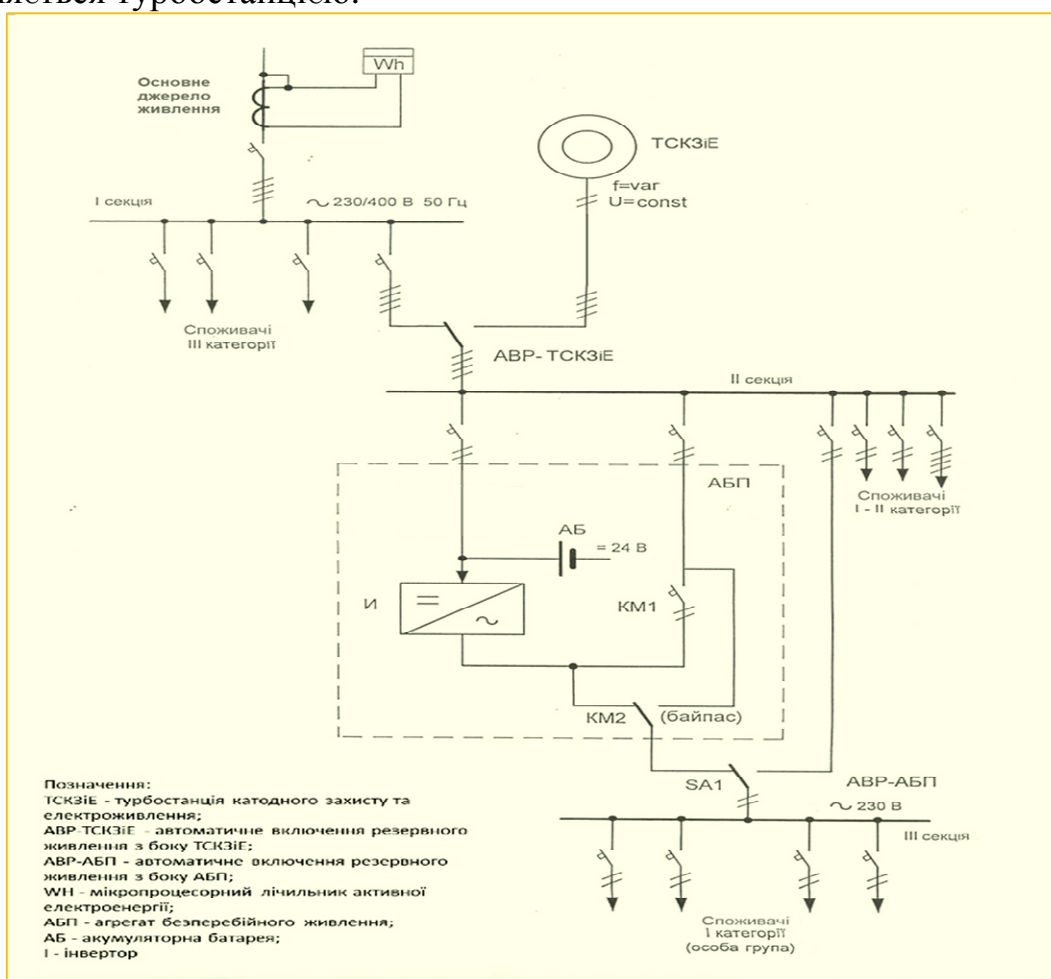 яється турбостанцією.
Основне
джерело
живлення
Wh
ТСКЗіЕ
f=var
U=const
І секція
~ 230/400 В 50 Гц
Споживачі
ІІІ категорії
АВР- ТСКЗіЕ
ІІ секція
АБП
Споживачі
І - ІІ категорії
АБ
= 24 В
И
КМ1
КМ2
(байпас)
SA1
АВР-АБП
~ 230 В
ІІІ секція
Споживачі
І категорії
(особа група)
Позначення:
ТСКЗіЕ - турбостанція катодного захисту та
електроживлення;
АВР-ТСКЗіЕ - автоматичне включення резервного
живлення з боку ТСКЗіЕ;
АВР-АБП - автоматичне включення резервного
живлення з боку АБП;
WH - мікропроцесорний лічильник активної
електроенергії;
АБП - агрегат безперебійного живлення;
АБ - акумуляторна батарея;
І - інвертор